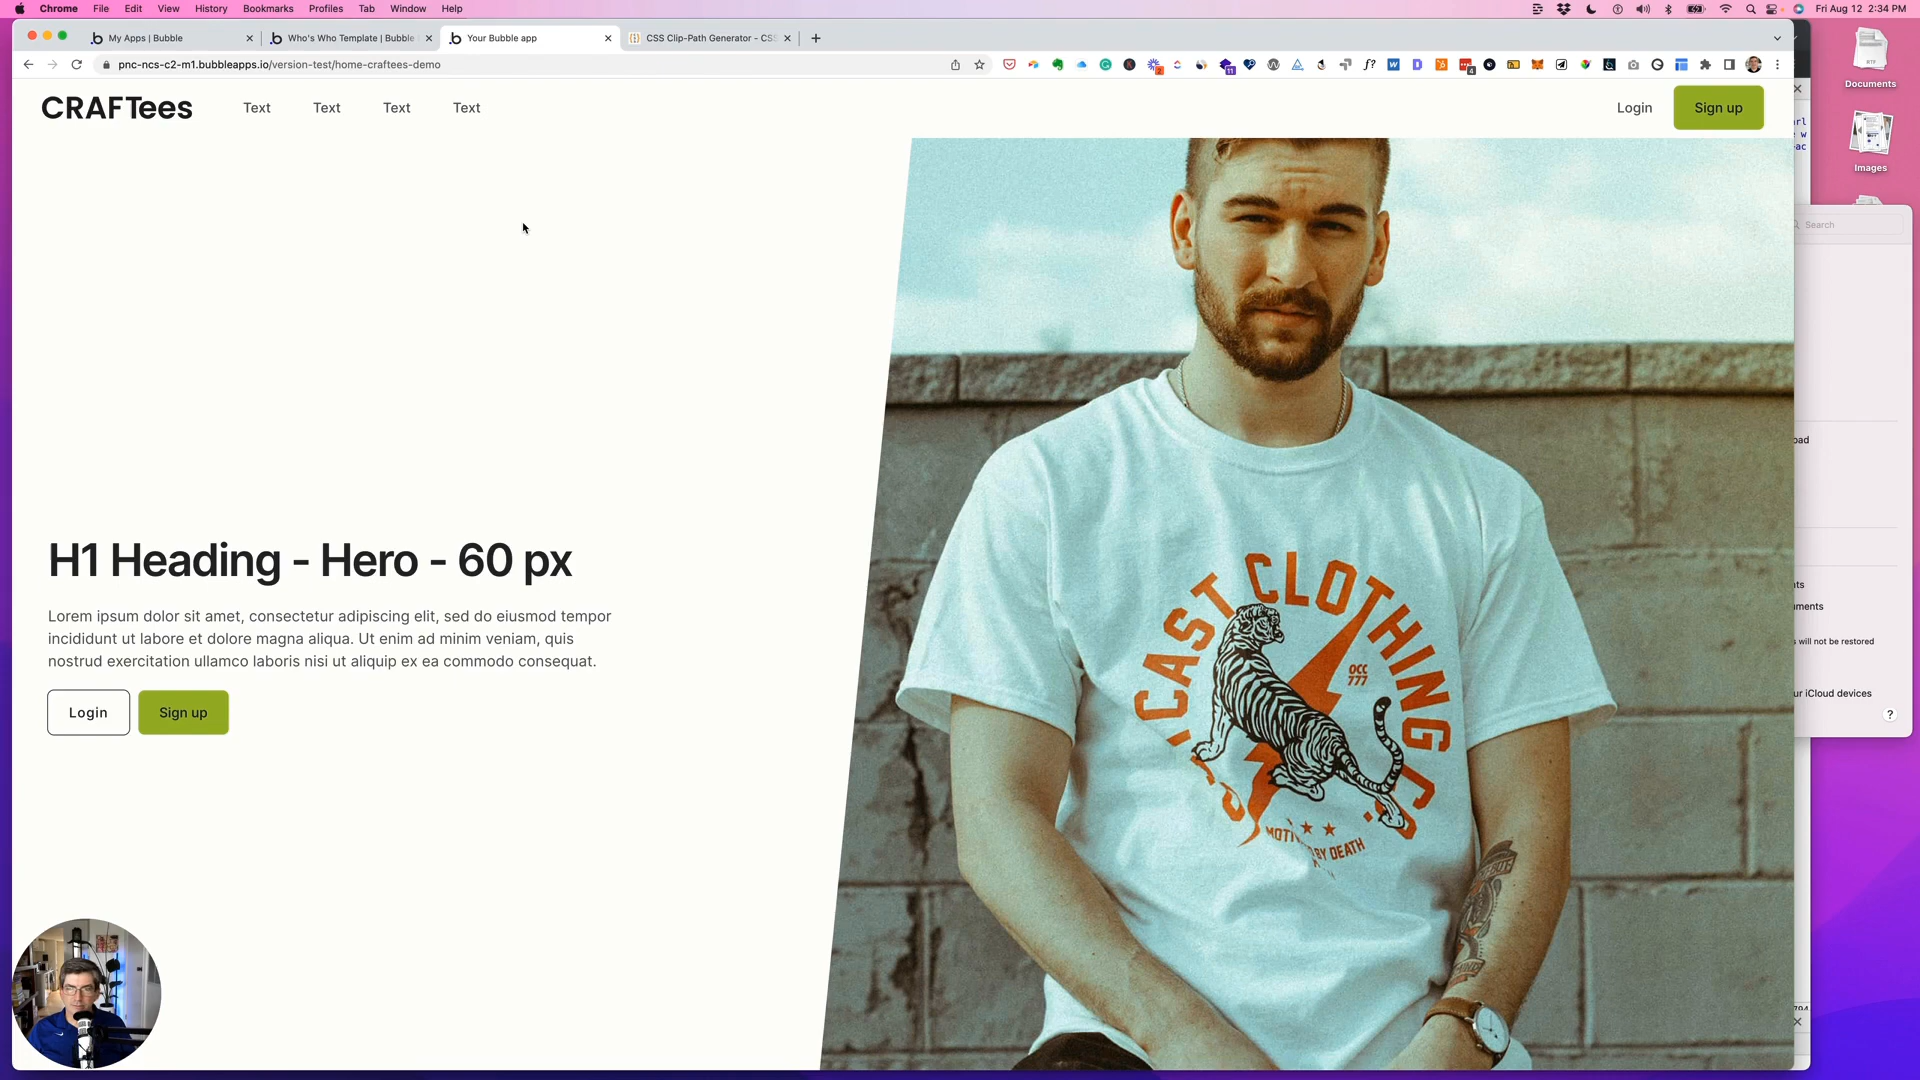 Chrome File Edit View History Bookmarks Profiles Tab Window Help
Fri Aug 12 2:34 PM
My Apps | Bubble
Who's Who Template | Bubble
Your Bubble app
CSS Clip-Path Generator - CSS
pnc-ncs-c2-m1.bubbleapps.io/version-test/home-craftees-demo
Documents
Images
CRAFTees
Text Text Text Text
Login
Sign up
Search
H1 Heading - Hero - 60 px
Lorem ipsum dolor sit amet, consectetur adipiscing elit, sed do eiusmod tempor
incididunt ut labore et dolore magna aliqua. Ut enim ad minim veniam, quis
nostrud exercitation ullamco laboris nisi ut aliquip ex ea commodo consequat.
Login
Sign up
CAST CLOTHING C
OCC
777
BY DEATH
s will not be restored
ur iCloud devices
?